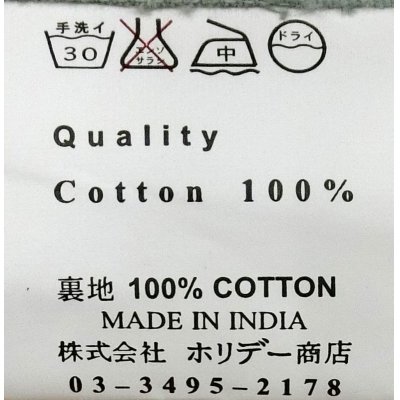 手洗イ エンソ ドライ
30 サラシ 中
Quality
Cotton 100%
裏地 100% COTTON
MADE IN INDIA
株式会社 ホリデー商店
03-3495-2178